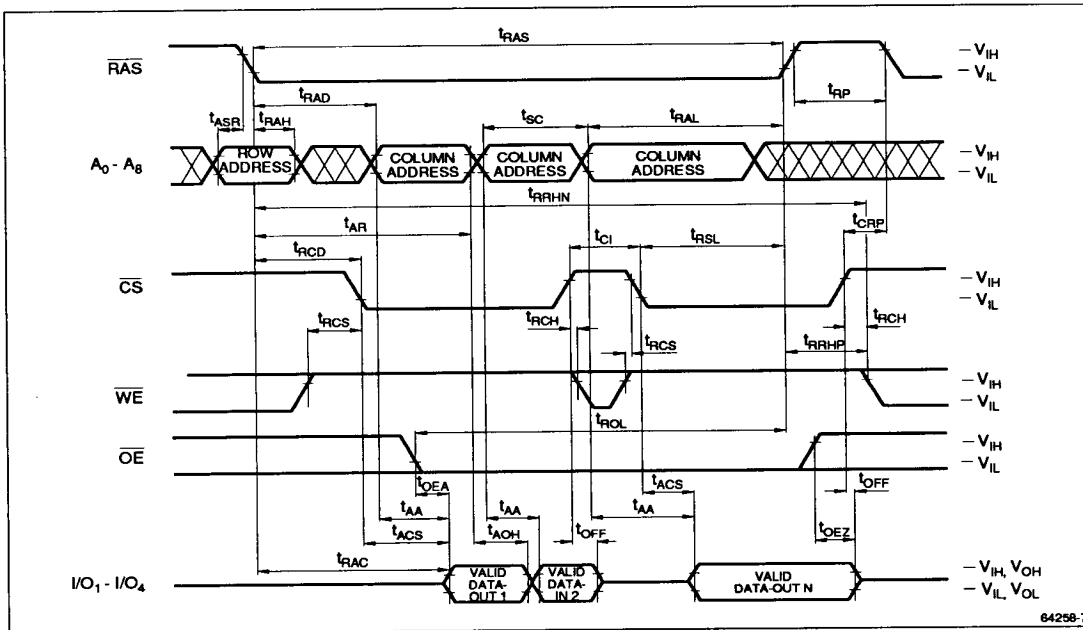 tRAS
RAS
VIH
VIL
tRP
tRAD
tASR
tRAH
tSC
tRAL
A0 - A8
ROW ADDRESS
COLUMN ADDRESS
COLUMN ADDRESS
COLUMN ADDRESS
VIH
VIL
tRRHN
tAR
tCRP
tCI
tRSL
tRCD
CS
VIH
VIL
tRCS
tRCH
tRCS
tRCH
tRRHP
WE
VIH
VIL
tROL
OE
VIH
VIL
tOEA
tACS
tOFF
tAA
tAA
tAA
tACS
tAOH
tOFF
tOEZ
tRAC
I/O1 - I/O4
VALID DATA-OUT 1
VALID DATA-IN 2
VALID DATA-OUT N
VIH, VOH
VIL, VOL
64258-7